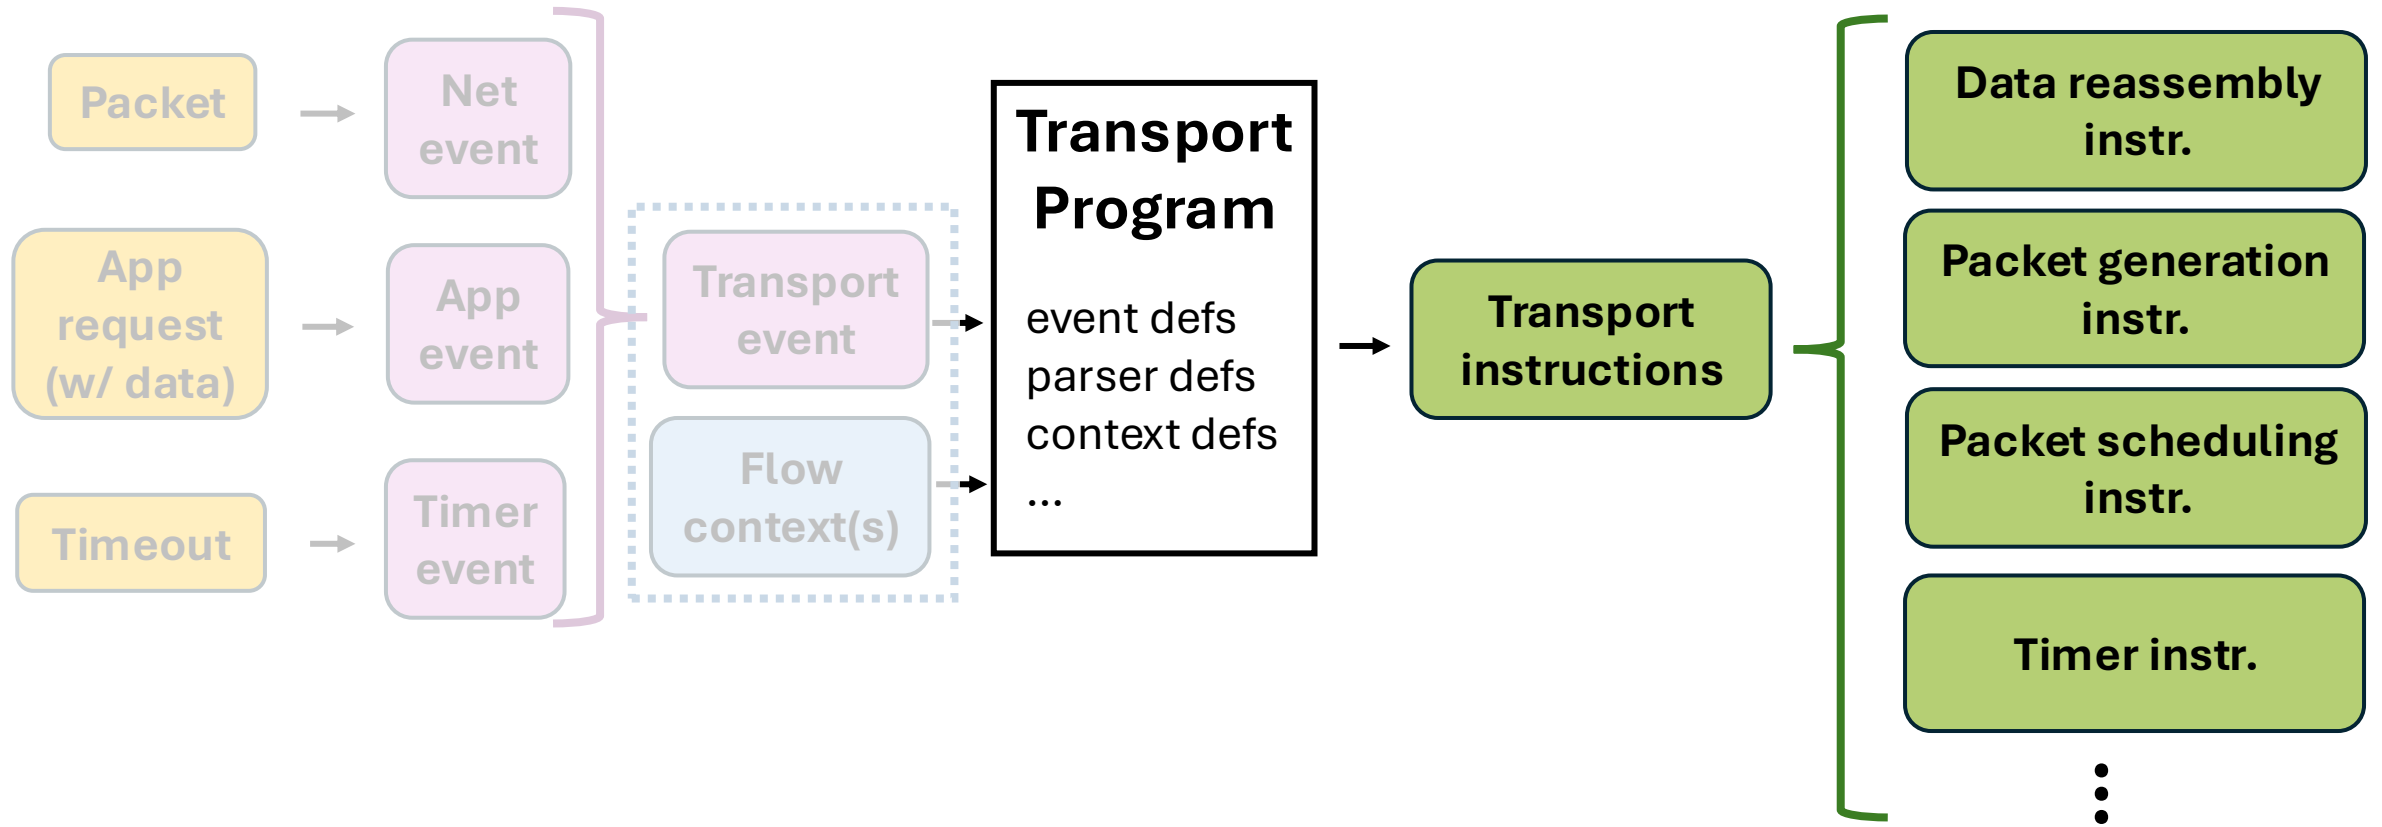 Packet
App
request
(w/ data)
Timeout
Net
event
App
event
Timer
event
Transport
event
Flow
context(s)
Transport
Program
event defs
parser defs
context defs
...
Transport
instructions
Data reassembly
instr.
Packet generation
instr.
Packet scheduling
instr.
Timer instr.